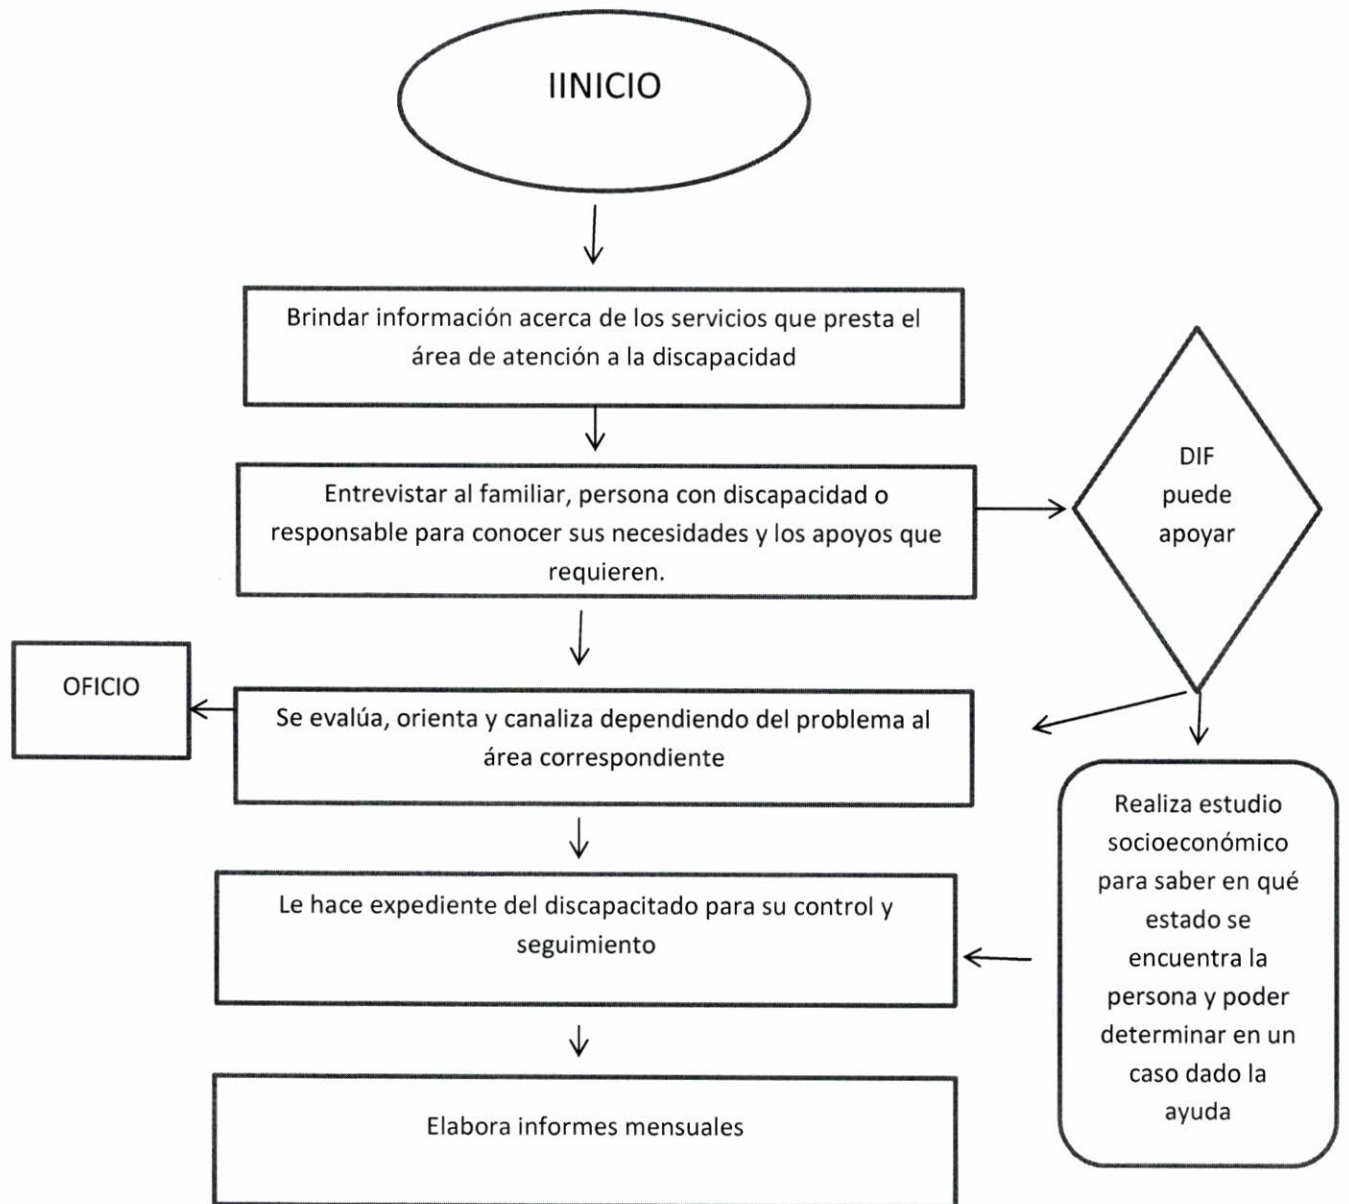 IINICIO
Brindar información acerca de los servicios que presta el
área de atención a la discapacidad
Entrevistar al familiar, persona con discapacidad o
responsable para conocer sus necesidades y los apoyos que
requieren.
DIF
puede
apoyar
OFICIO
Se evalúa, orienta y canaliza dependiendo del problema al
área correspondiente
Realiza estudio
socioeconómico
para saber en qué
estado se
encuentra la
persona y poder
determinar en un
caso dado la
ayuda
Le hace expediente del discapacitado para su control y
seguimiento
Elabora informes mensuales